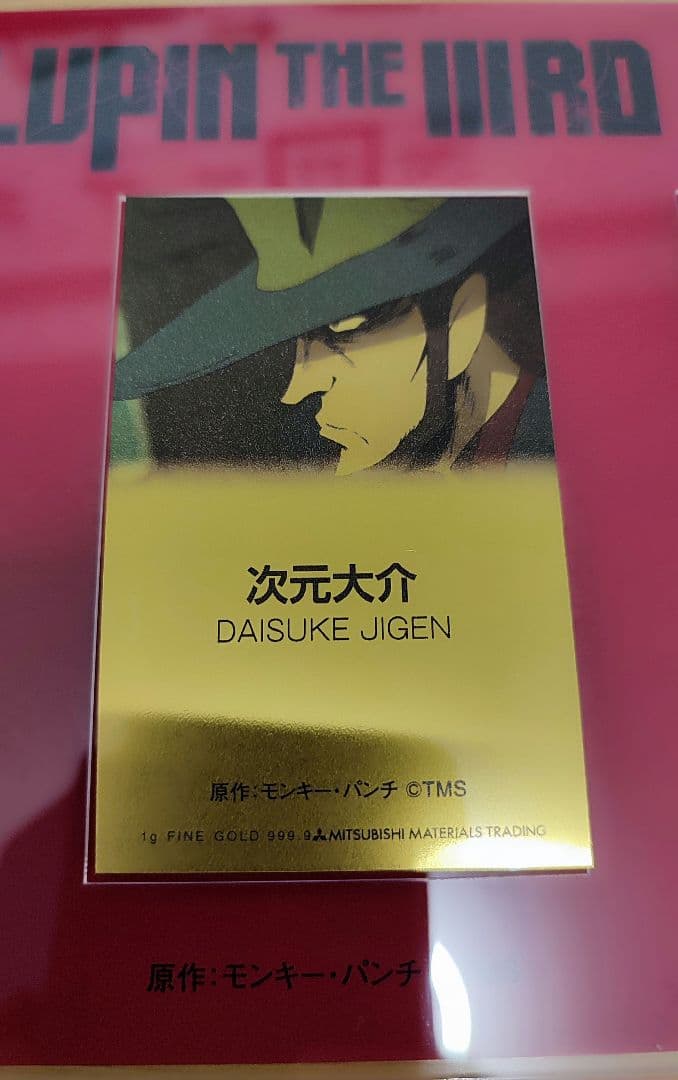 LUPIN THE IIIRD
次元大介
DAISUKE JIGEN
原作:モンキー・パンチ ©TMS
1g FINE GOLD 999.9 MITSUBISHI MATERIALS TRADING
原作:モンキー・パンチ